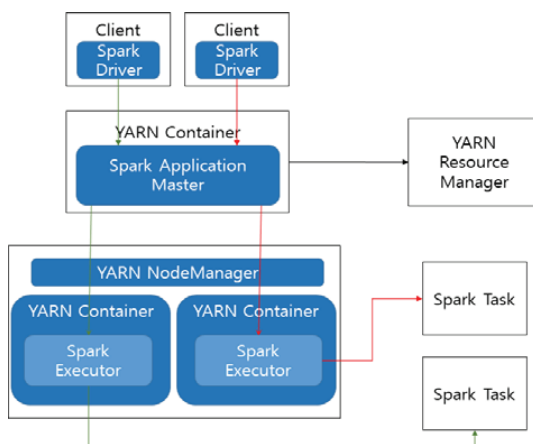 Client
Spark
Driver
Client
Spark
Driver
YARN Container
Spark Application
Master
YARN
Resource
Manager
YARN NodeManager
YARN Container
Spark
Executor
YARN Container
Spark
Executor
Spark Task
Spark Task